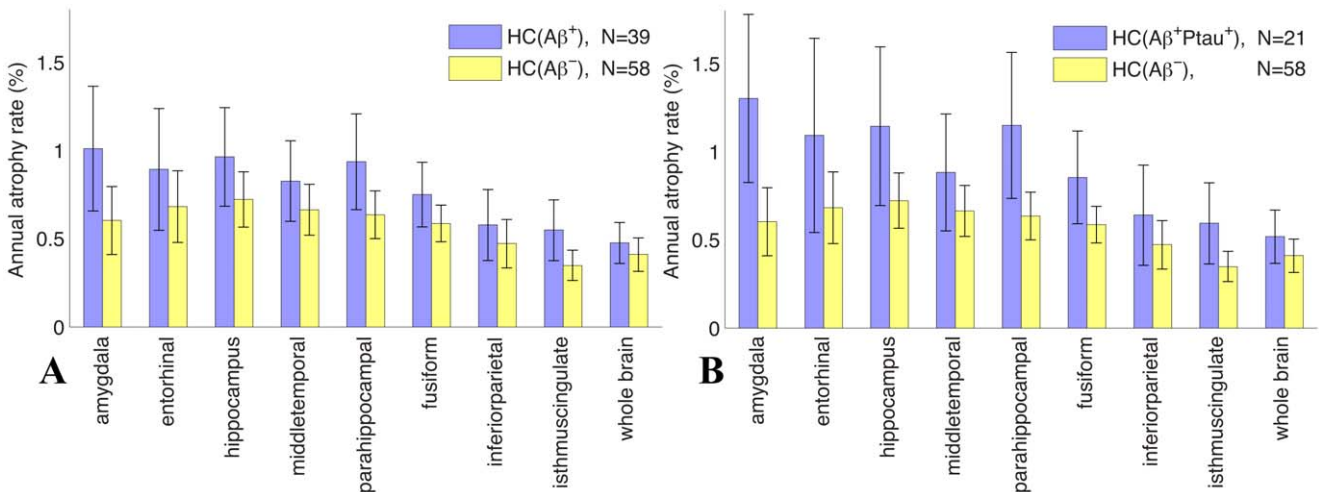 HC(Aβ⁺), N=39
HC(Aβ⁻), N=58
Annual atrophy rate (%)
1.5
1
0.5
0
amygdala
entorhinal
hippocampus
middletemporal
parahippocampal
fusiform
inferiorparietal
isthmuscingulate
whole brain
A
HC(Aβ⁺Ptau⁺), N=21
HC(Aβ⁻), N=58
Annual atrophy rate (%)
1.5
1
0.5
0
amygdala
entorhinal
hippocampus
middletemporal
parahippocampal
fusiform
inferiorparietal
isthmuscingulate
whole brain
B